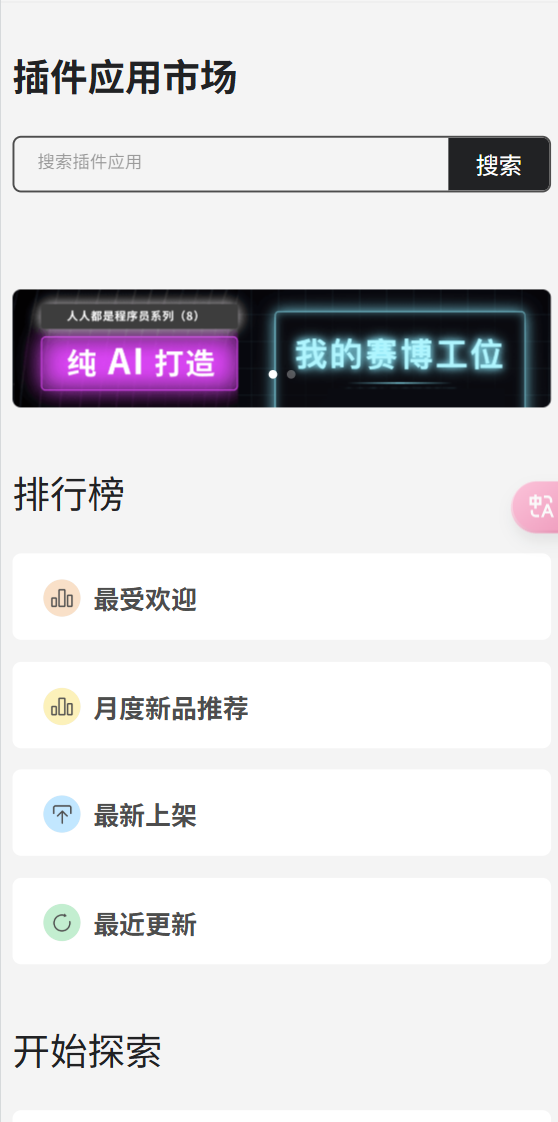 插件应用市场
搜索插件应用
搜索
人人都是程序员系列（8）
纯 AI 打造
我的赛博工位
排行榜
中A
最受欢迎
月度新品推荐
最新上架
最近更新
开始探索